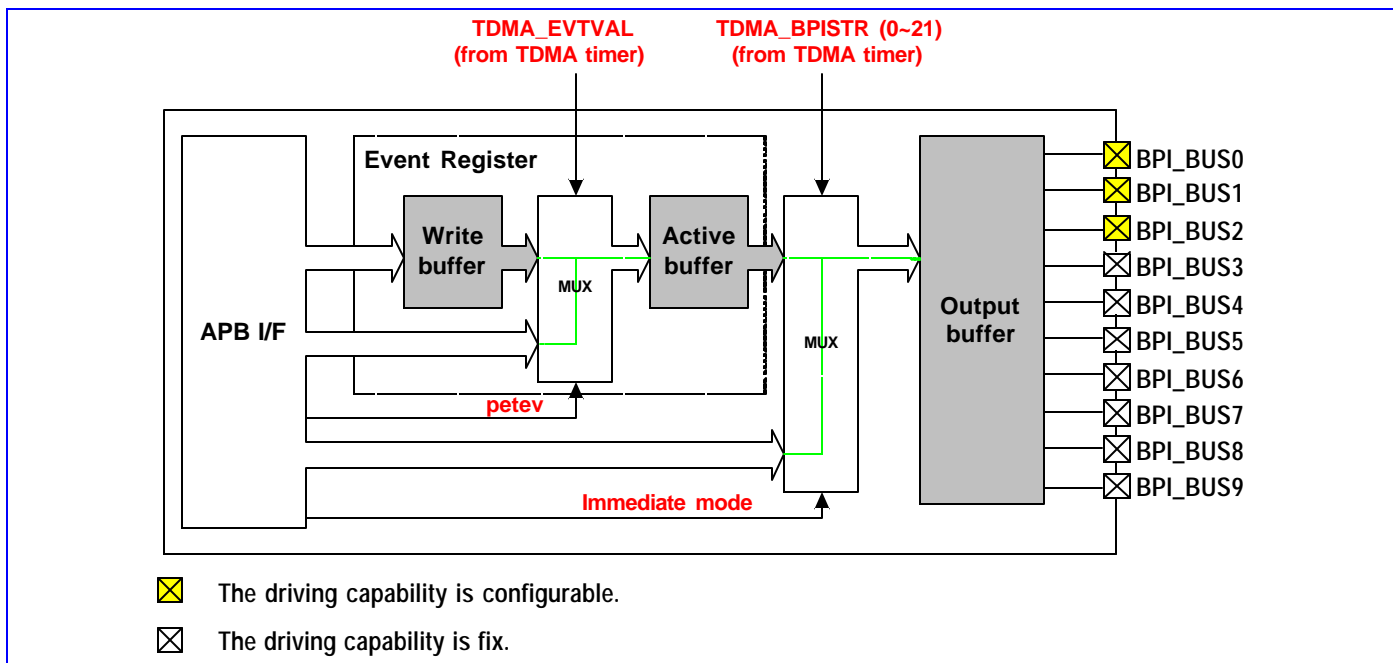 TDMA_EVTVAL
(from TDMA timer)
TDMA_BPISTR (0~21)
(from TDMA timer)
Event Register
APB I/F
Write
buffer
MUX
Active
buffer
MUX
Output
buffer
petev
Immediate mode
BPI_BUS0
BPI_BUS1
BPI_BUS2
BPI_BUS3
BPI_BUS4
BPI_BUS5
BPI_BUS6
BPI_BUS7
BPI_BUS8
BPI_BUS9
The driving capability is configurable.
The driving capability is fix.